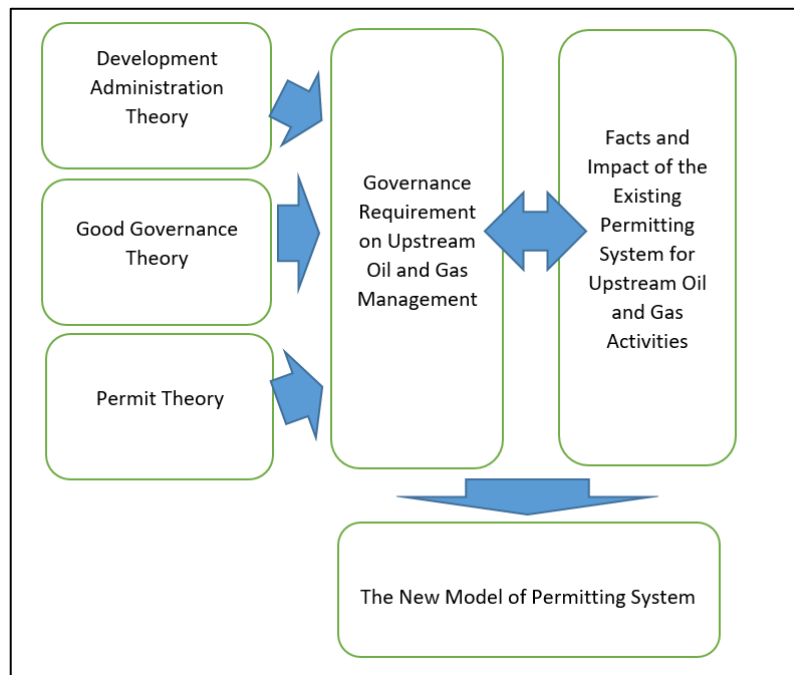 Development
Administration
Theory
Good Governance
Theory
Permit Theory
Governance
Requirement
on Upstream
Oil and Gas
Management
Facts and
Impact of the
Existing
Permitting
System for
Upstream Oil
and Gas
Activities
The New Model of Permitting System